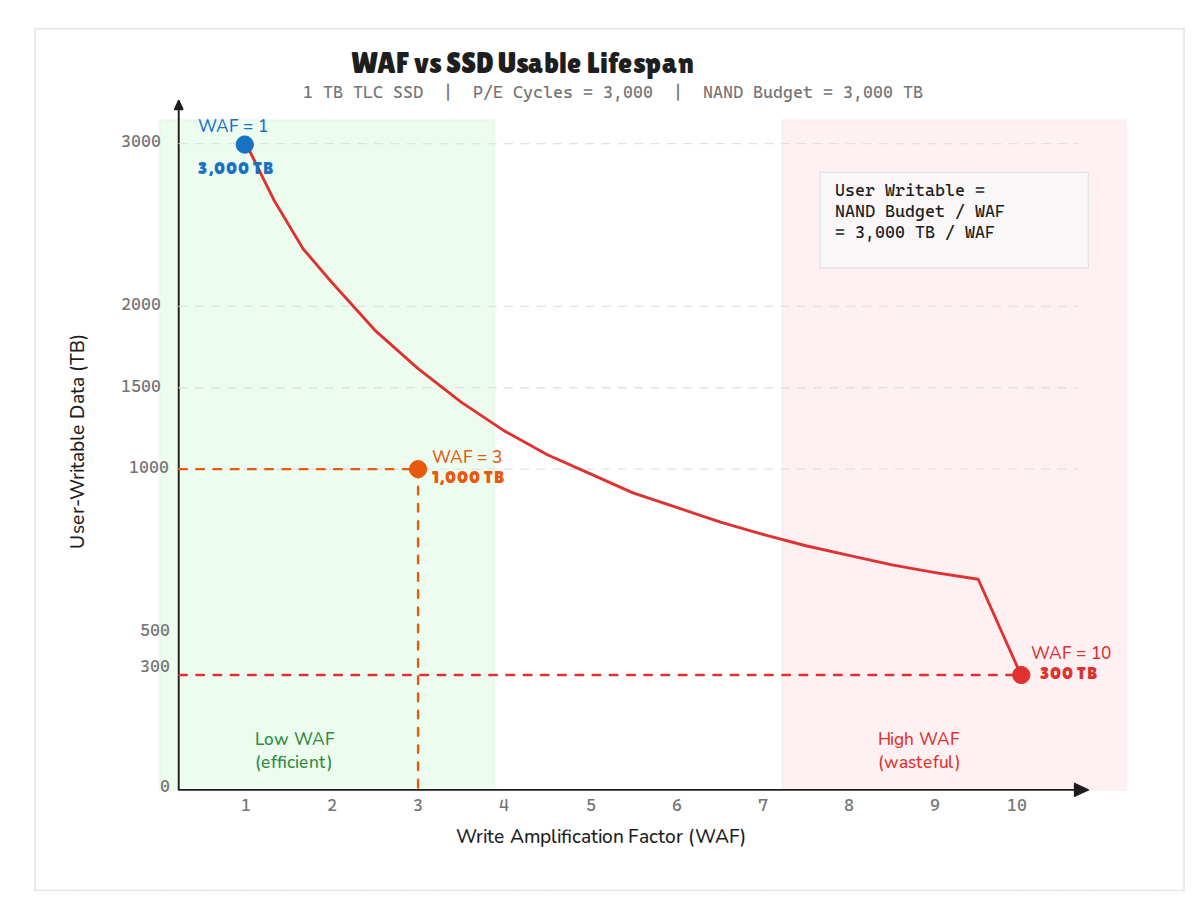 WAF vs SSD Usable Lifespan
1 TB TLC SSD | P/E Cycles = 3,000 | NAND Budget = 3,000 TB
WAF = 1
3,000 TB
User Writable =
NAND Budget / WAF
= 3,000 TB / WAF
3000
2000
1500
1000
500
300
0
User-Writable Data (TB)
WAF = 3
1,000 TB
WAF = 10
300 TB
Low WAF
(efficient)
High WAF
(wasteful)
1 2 3 4 5 6 7 8 9 10
Write Amplification Factor (WAF)